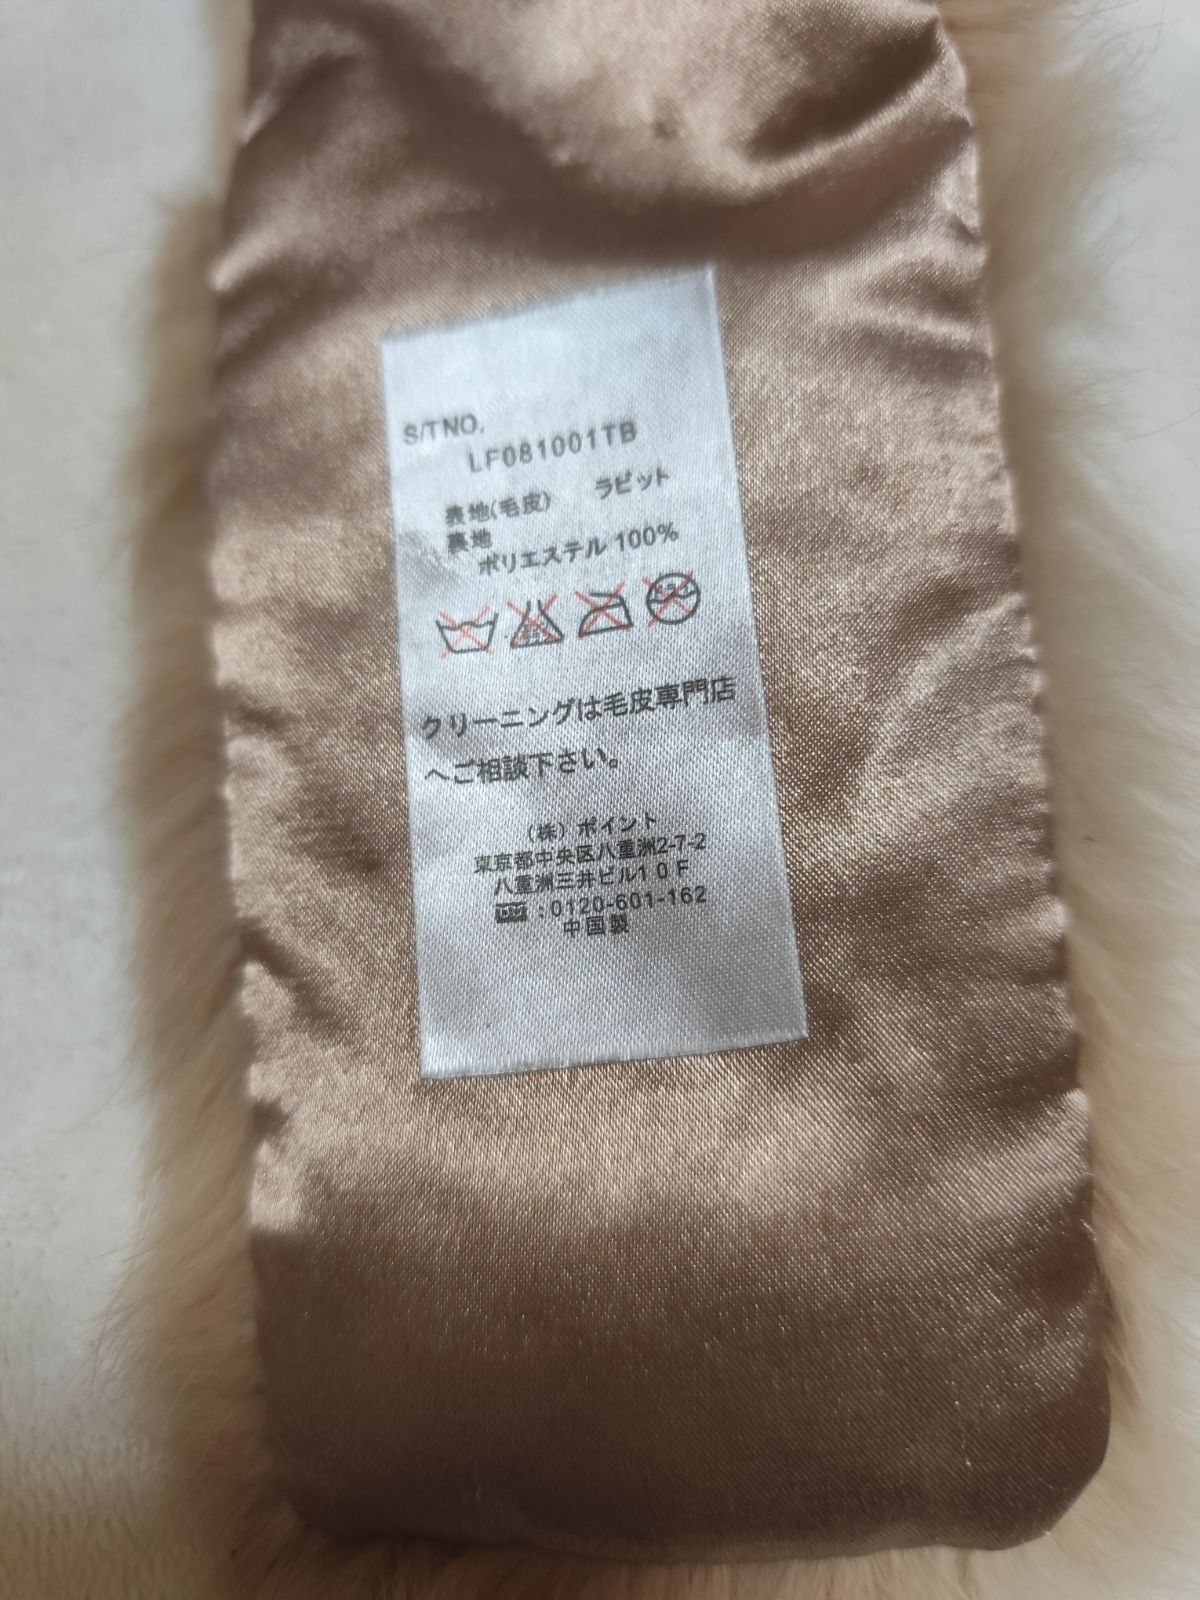 S/TNO.
LF081001TB
表地(毛皮) ラビット
裏地
ポリエステル 100%
クリーニングは毛皮専門店
へご相談下さい。
(株) ポイント
東京都中央区八重洲2-7-2
八重洲三井ビル10F
:0120-601-162
中国製